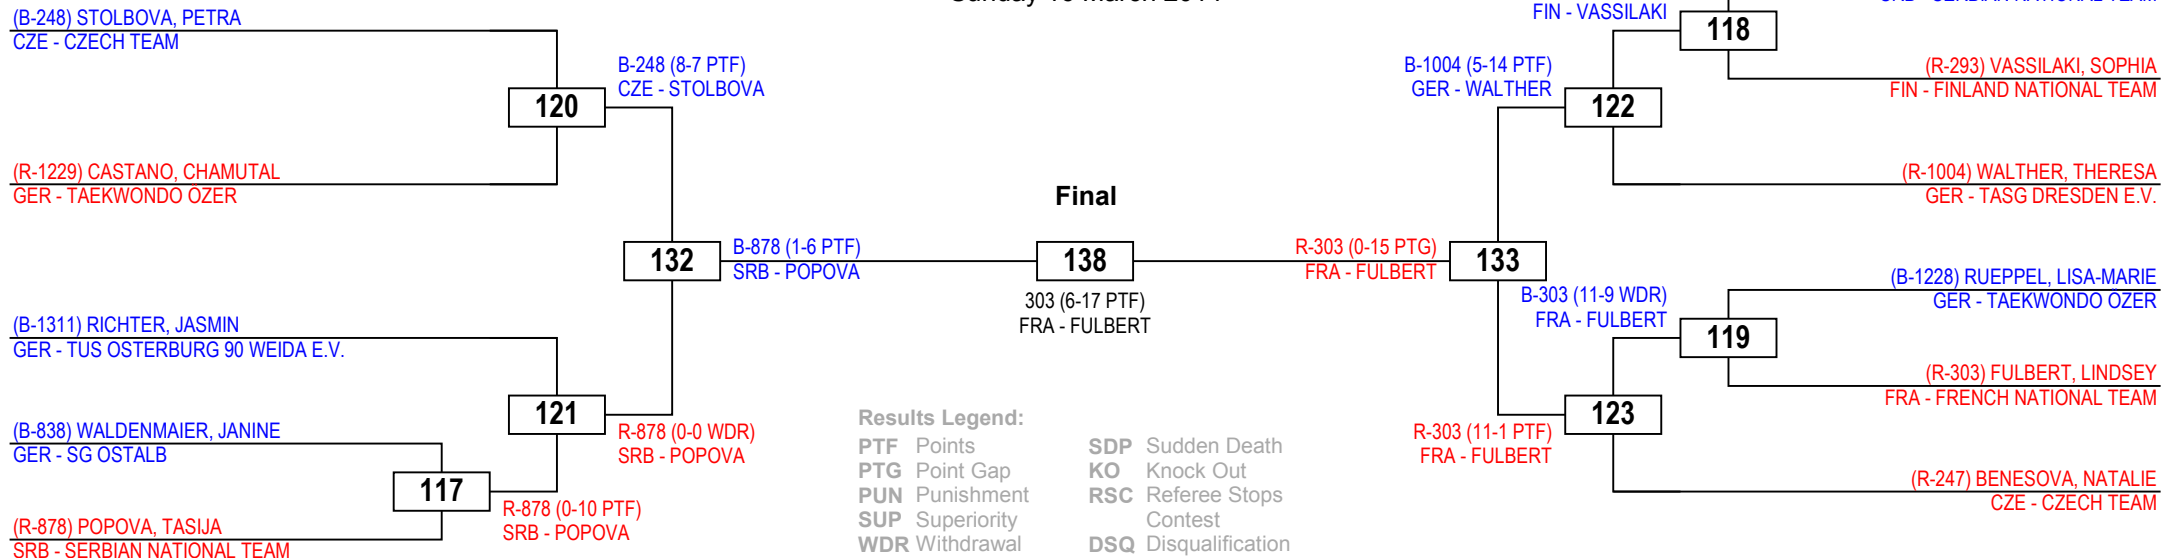 (B-248) STOLBOVA, PETRA
CZE - CZECH TEAM
B-248 (8-7 PTF)
CZE - STOLBOVA
120
(R-1229) CASTANO, CHAMUTAL
GER - TAEKWONDO ÖZER
132
B-878 (1-6 PTF)
SRB - POPOVA
(B-1311) RICHTER, JASMIN
GER - TUS OSTERBURG 90 WEIDA E.V.
121
R-878 (0-0 WDR)
SRB - POPOVA
(B-838) WALDENMAIER, JANINE
GER - SG OSTALB
117
R-878 (0-10 PTF)
SRB - POPOVA
(R-878) POPOVA, TASIJA
SRB - SERBIAN NATIONAL TEAM
Final
138
303 (6-17 PTF)
FRA - FULBERT
Results Legend:
PTF Points
PTG Point Gap
PUN Punishment
SUP Superiority
WDR Withdrawal
SDP Sudden Death
KO Knock Out
RSC Referee Stops
Contest
DSQ Disqualification
FIN - VASSILAKI
118
(R-293) VASSILAKI, SOPHIA
FIN - FINLAND NATIONAL TEAM
B-1004 (5-14 PTF)
GER - WALTHER
122
(R-1004) WALTHER, THERESA
GER - TASG DRESDEN E.V.
R-303 (0-15 PTG)
FRA - FULBERT
133
(B-1228) RUEPPEL, LISA-MARIE
GER - TAEKWONDO ÖZER
B-303 (11-9 WDR)
FRA - FULBERT
119
(R-303) FULBERT, LINDSEY
FRA - FRENCH NATIONAL TEAM
R-303 (11-1 PTF)
FRA - FULBERT
123
(R-247) BENESOVA, NATALIE
CZE - CZECH TEAM